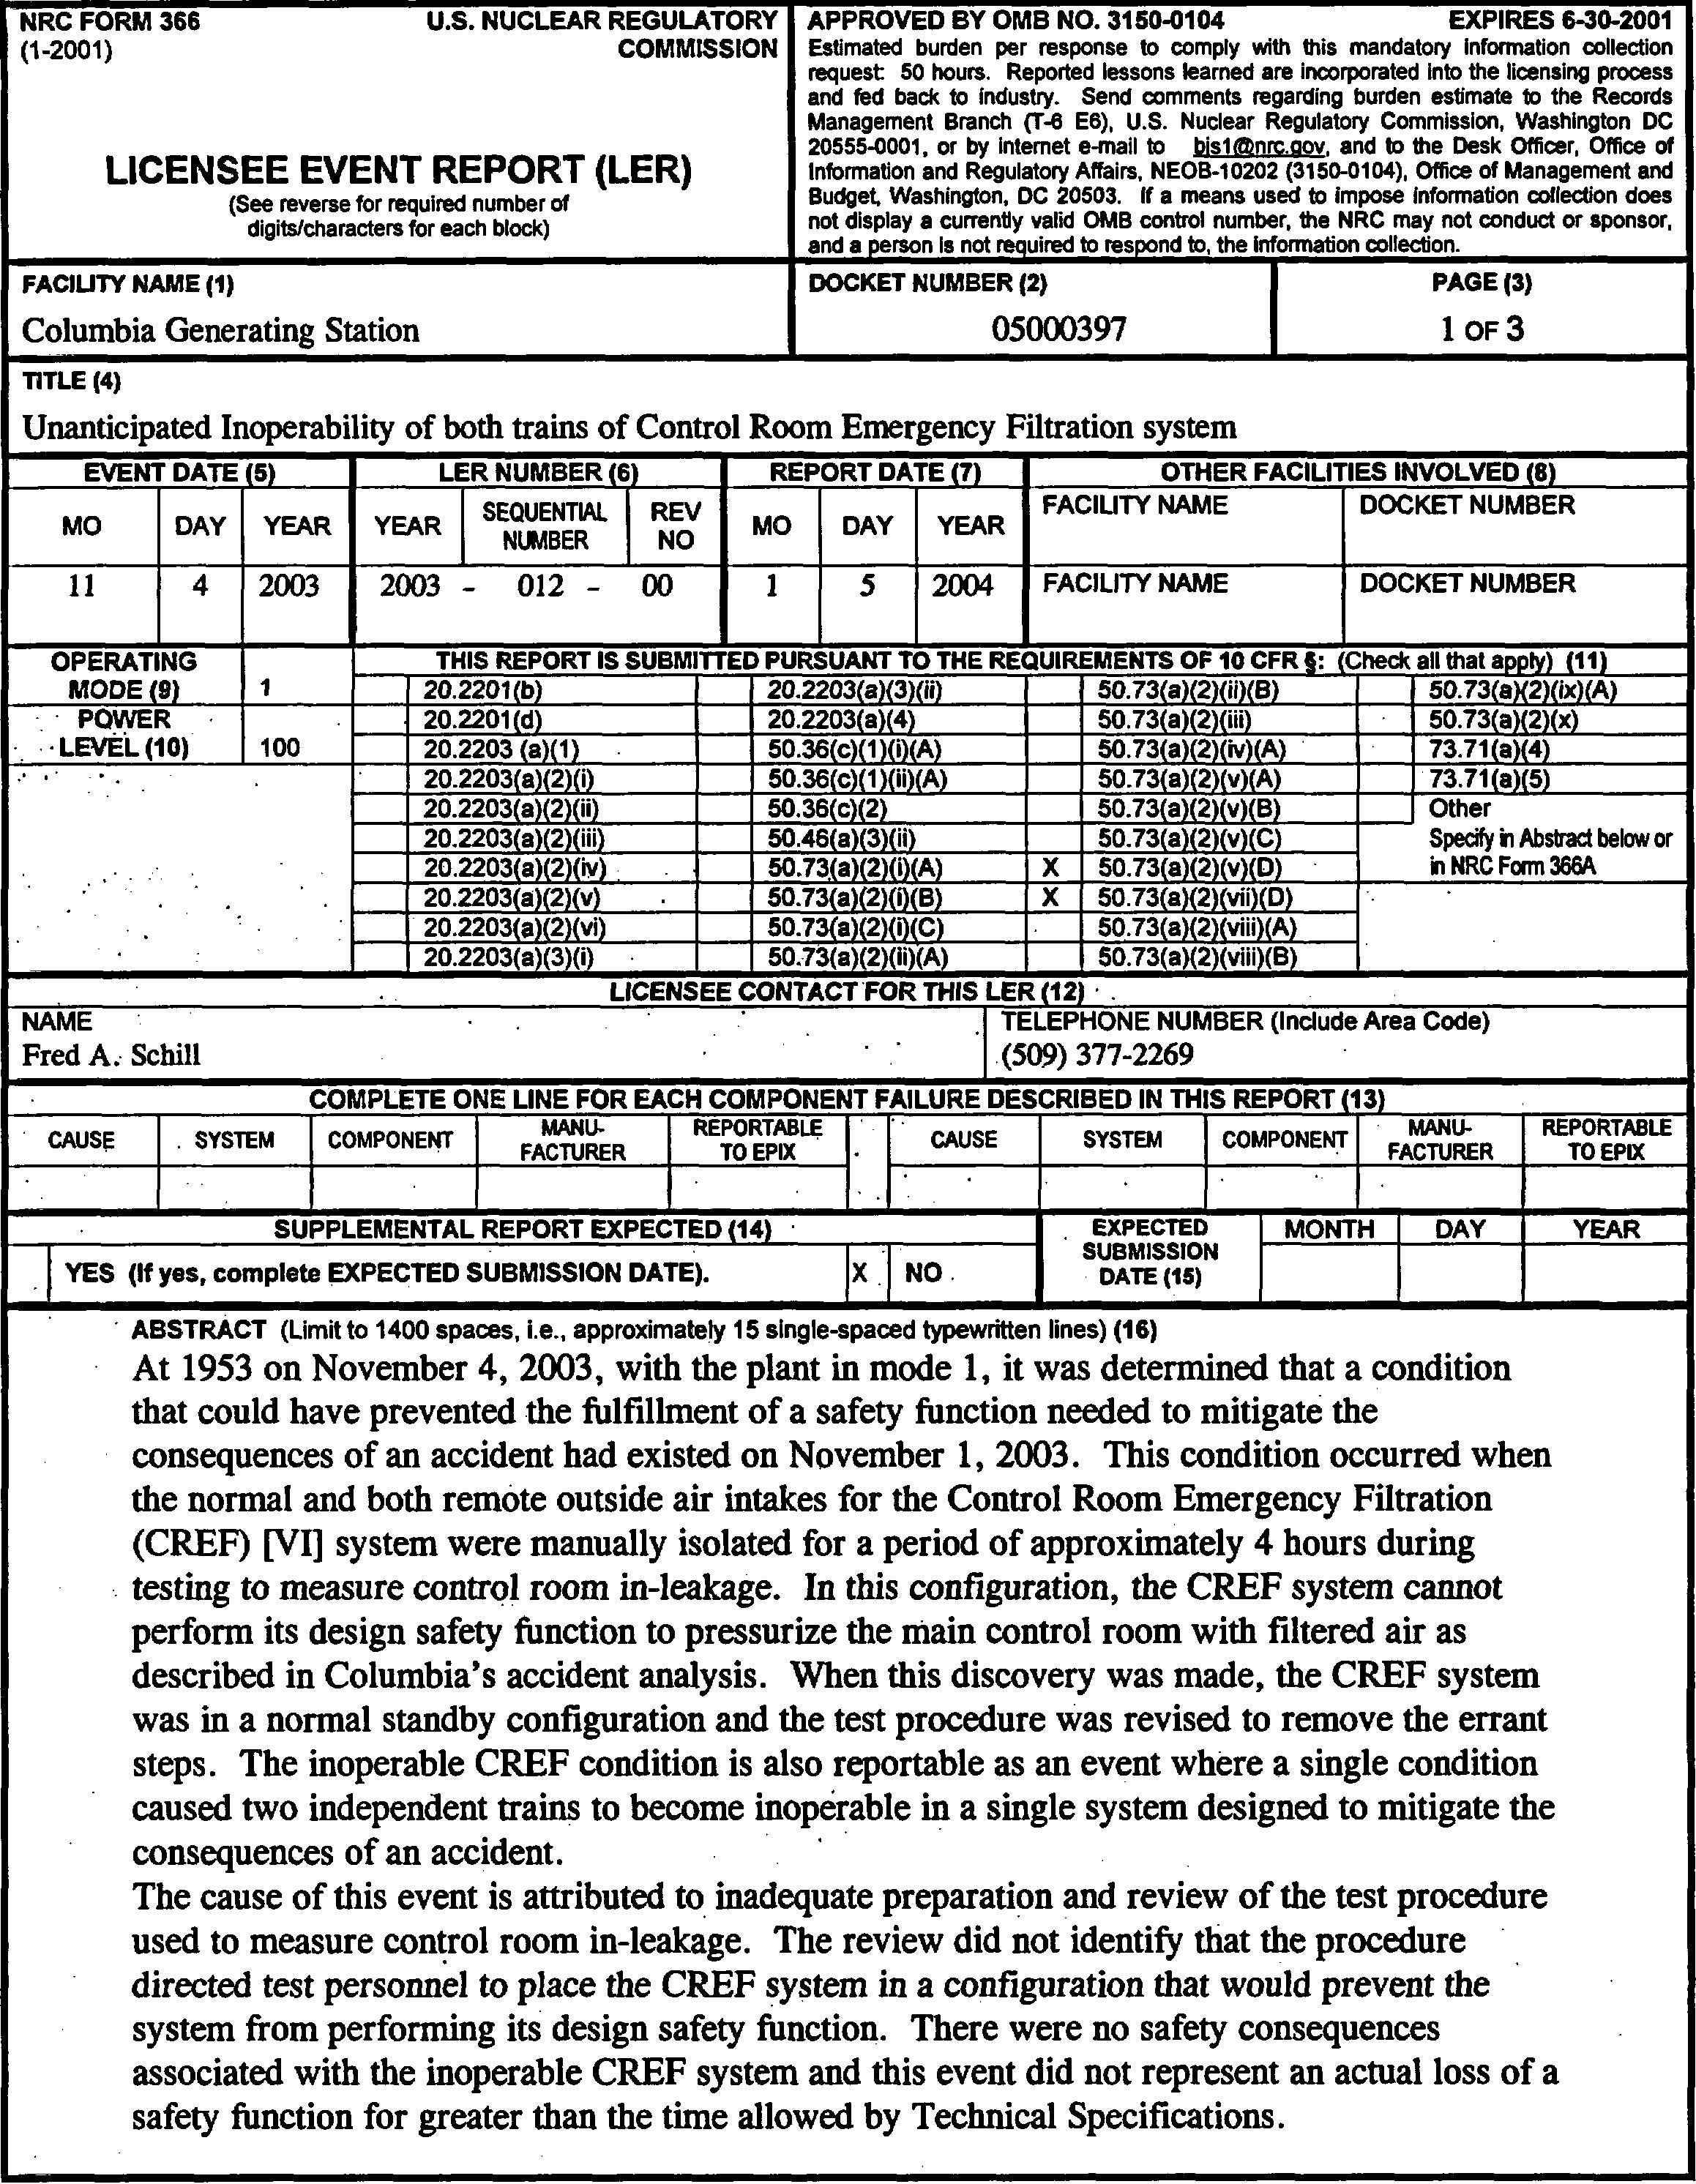 NRC FORM 366 U.S. NUCLEAR REGULATORY
(1-2001) COMMISSION
LICENSEE EVENT REPORT (LER)
(See reverse for required number of
digits/characters for each block)
APPROVED BY OMB NO. 3150-0104 EXPIRES 6-30-2001
Estimated burden per response to comply with this mandatory information collection
request: 50 hours. Reported lessons learned are incorporated into the licensing process
and fed back to industry. Send comments regarding burden estimate to the Records
Management Branch (T-6 E6), U.S. Nuclear Regulatory Commission, Washington DC
20555-0001, or by internet e-mail to bjs1@nrc.gov, and to the Desk Officer, Office of
Information and Regulatory Affairs, NEOB-10202 (3150-0104), Office of Management and
Budget, Washington, DC 20503. If a means used to impose information collection does
not display a currently valid OMB control number, the NRC may not conduct or sponsor,
and a person is not required to respond to, the information collection.
FACILITY NAME (1) DOCKET NUMBER (2) PAGE (3)
Columbia Generating Station 05000397 1 OF 3
TITLE (4)
Unanticipated Inoperability of both trains of Control Room Emergency Filtration system
EVENT DATE (5) LER NUMBER (6) REPORT DATE (7) OTHER FACILITIES INVOLVED (8)
MO DAY YEAR YEAR SEQUENTIAL NUMBER REV NO MO DAY YEAR FACILITY NAME DOCKET NUMBER
11 4 2003 2003 - 012 - 00 1 5 2004 FACILITY NAME DOCKET NUMBER
OPERATING MODE (9) 1
POWER LEVEL (10) 100
THIS REPORT IS SUBMITTED PURSUANT TO THE REQUIREMENTS OF 10 CFR §: (Check all that apply) (11)
20.2201(b) 20.2203(a)(3)(ii) 50.73(a)(2)(ii)(B) 50.73(a)(2)(ix)(A)
20.2201(d) 20.2203(a)(4) 50.73(a)(2)(iii) 50.73(a)(2)(x)
20.2203 (a)(1) 50.36(c)(1)(i)(A) 50.73(a)(2)(iv)(A) 73.71(a)(4)
20.2203(a)(2)(i) 50.36(c)(1)(ii)(A) 50.73(a)(2)(v)(A) 73.71(a)(5)
20.2203(a)(2)(ii) 50.36(c)(2) 50.73(a)(2)(v)(B) Other
20.2203(a)(2)(iii) 50.46(a)(3)(ii) 50.73(a)(2)(v)(C) Specify in Abstract below or
20.2203(a)(2)(iv) 50.73(a)(2)(i)(A) X 50.73(a)(2)(v)(D) in NRC Form 366A
20.2203(a)(2)(v) 50.73(a)(2)(i)(B) X 50.73(a)(2)(vii)(D)
20.2203(a)(2)(vi) 50.73(a)(2)(i)(C) 50.73(a)(2)(viii)(A)
20.2203(a)(3)(i) 50.73(a)(2)(ii)(A) 50.73(a)(2)(viii)(B)
LICENSEE CONTACT FOR THIS LER (12)
NAME TELEPHONE NUMBER (Include Area Code)
Fred A. Schill (509) 377-2269
COMPLETE ONE LINE FOR EACH COMPONENT FAILURE DESCRIBED IN THIS REPORT (13)
CAUSE SYSTEM COMPONENT MANU-FACTURER REPORTABLE TO EPIX CAUSE SYSTEM COMPONENT MANU-FACTURER REPORTABLE TO EPIX
SUPPLEMENTAL REPORT EXPECTED (14) EXPECTED SUBMISSION DATE (15) MONTH DAY YEAR
YES (If yes, complete EXPECTED SUBMISSION DATE). X NO
ABSTRACT (Limit to 1400 spaces, i.e., approximately 15 single-spaced typewritten lines) (16)
At 1953 on November 4, 2003, with the plant in mode 1, it was determined that a condition
that could have prevented the fulfillment of a safety function needed to mitigate the
consequences of an accident had existed on November 1, 2003. This condition occurred when
the normal and both remote outside air intakes for the Control Room Emergency Filtration
(CREF) [VI] system were manually isolated for a period of approximately 4 hours during
testing to measure control room in-leakage. In this configuration, the CREF system cannot
perform its design safety function to pressurize the main control room with filtered air as
described in Columbia's accident analysis. When this discovery was made, the CREF system
was in a normal standby configuration and the test procedure was revised to remove the errant
steps. The inoperable CREF condition is also reportable as an event where a single condition
caused two independent trains to become inoperable in a single system designed to mitigate the
consequences of an accident.
The cause of this event is attributed to inadequate preparation and review of the test procedure
used to measure control room in-leakage. The review did not identify that the procedure
directed test personnel to place the CREF system in a configuration that would prevent the
system from performing its design safety function. There were no safety consequences
associated with the inoperable CREF system and this event did not represent an actual loss of a
safety function for greater than the time allowed by Technical Specifications.